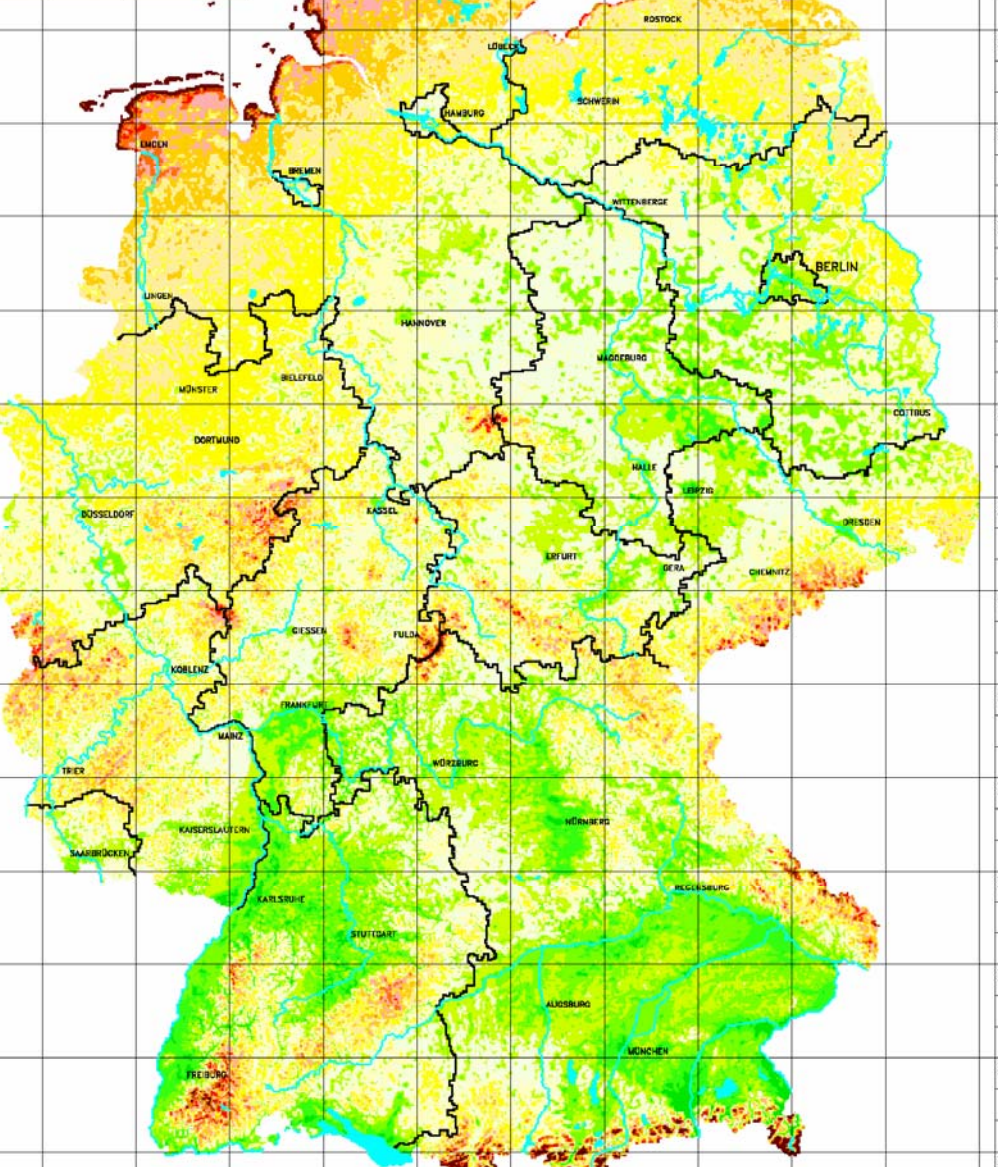 ROSTOCK
LÜBECK
SCHWERIN
HAMBURG
EMDEN
BREMEN
WITTENBERGE
BERLIN
LINGEN
HANNOVER
MAGDEBURG
BIELEFELD
MÜNSTER
COTTBUS
DORTMUND
HALLE
LEIPZIG
KASSEL
DÜSSELDORF
DRESDEN
ERFURT
GERA
CHEMNITZ
GIESSEN
FULDA
KOBLENZ
FRANKFURT
MAINZ
WÜRZBURG
TRIER
NÜRNBERG
KAISERSLAUTERN
SAARBRÜCKEN
REGENSBURG
KARLSRUHE
STUTTGART
AUGSBURG
MÜNCHEN
FREIBURG